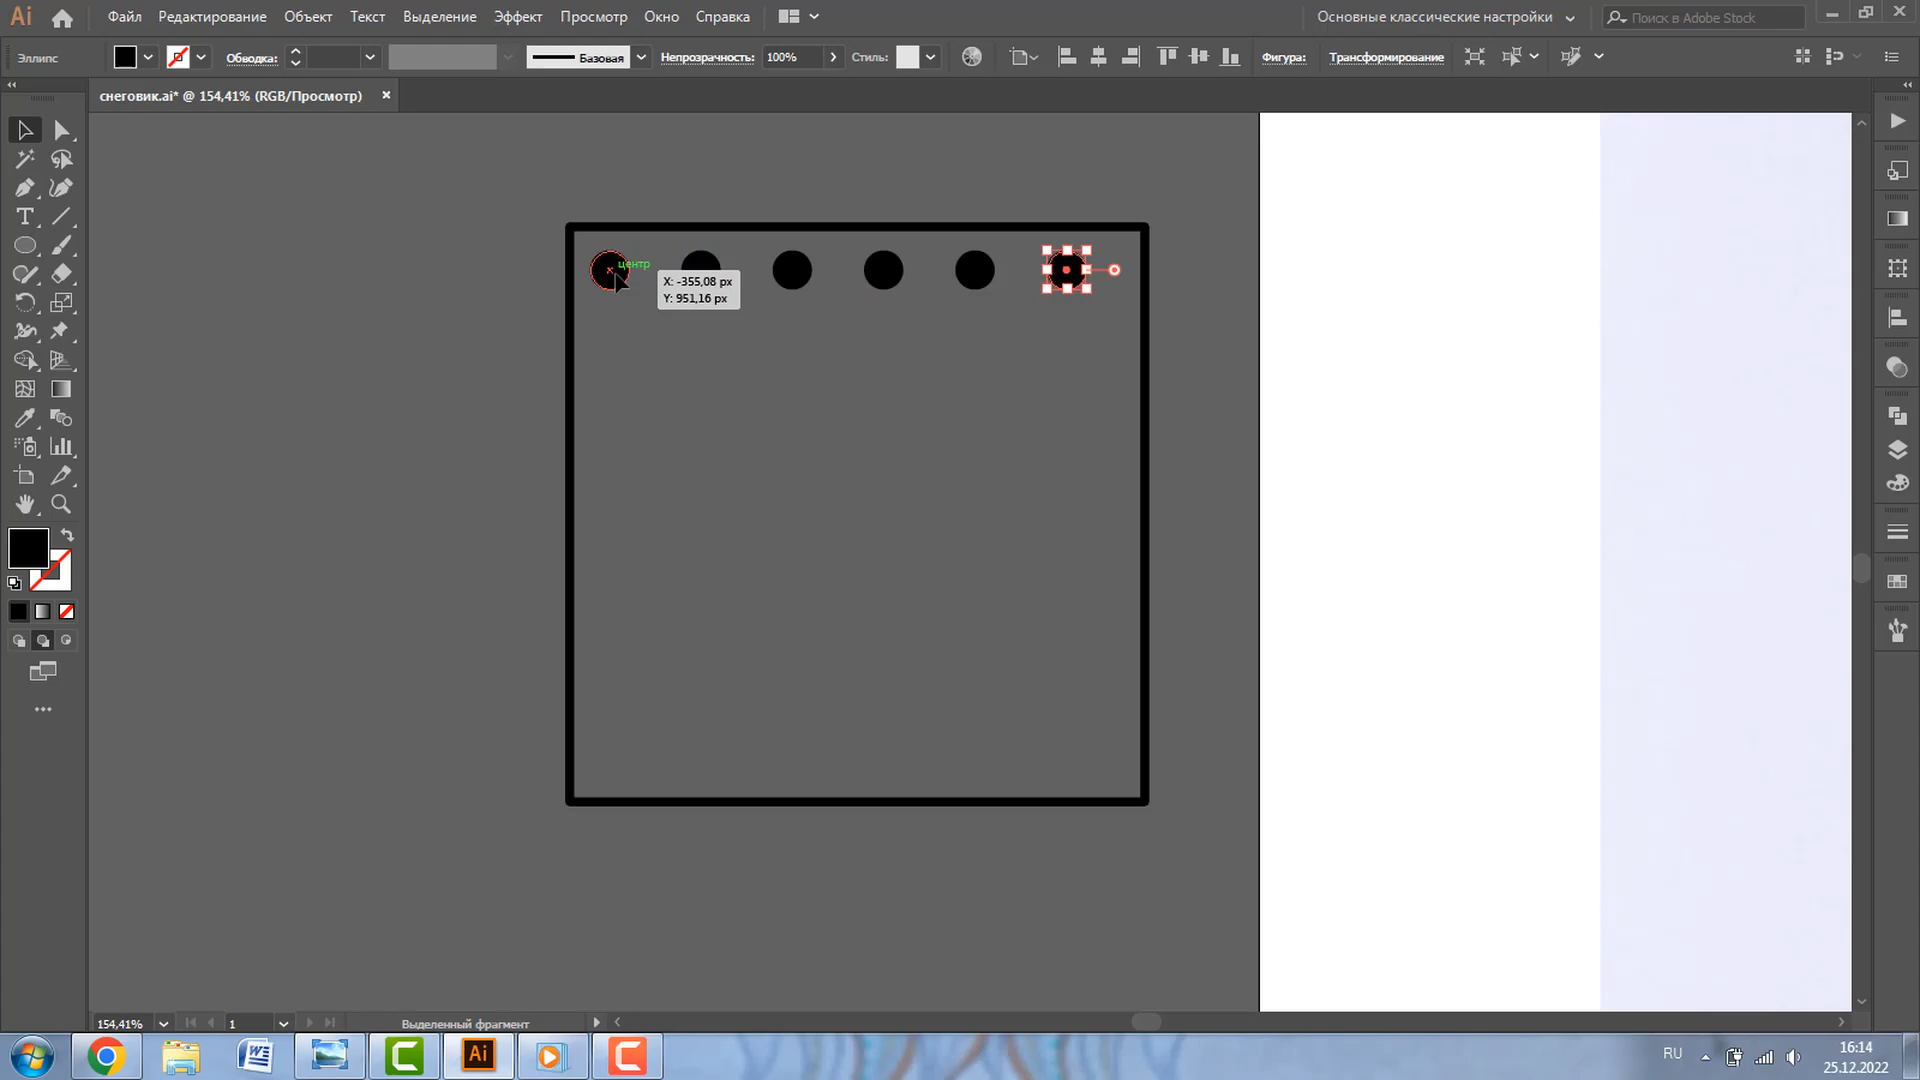 Ai Файл Редактирование Объект Текст Выделение Эффект Просмотр Окно Справка Основные классические настройки Поиск в Adobe Stock
Эллипс Обводка: Базовая Непрозрачность: 100% Стиль: Фигура: Трансформирование
снеговик.ai* @ 154,41% (RGB/Просмотр)
центр
X: -355,08 px
Y: 951,16 px
154,41% 1 Выделенный фрагмент
RU
16:14
25.12.2022
Ai